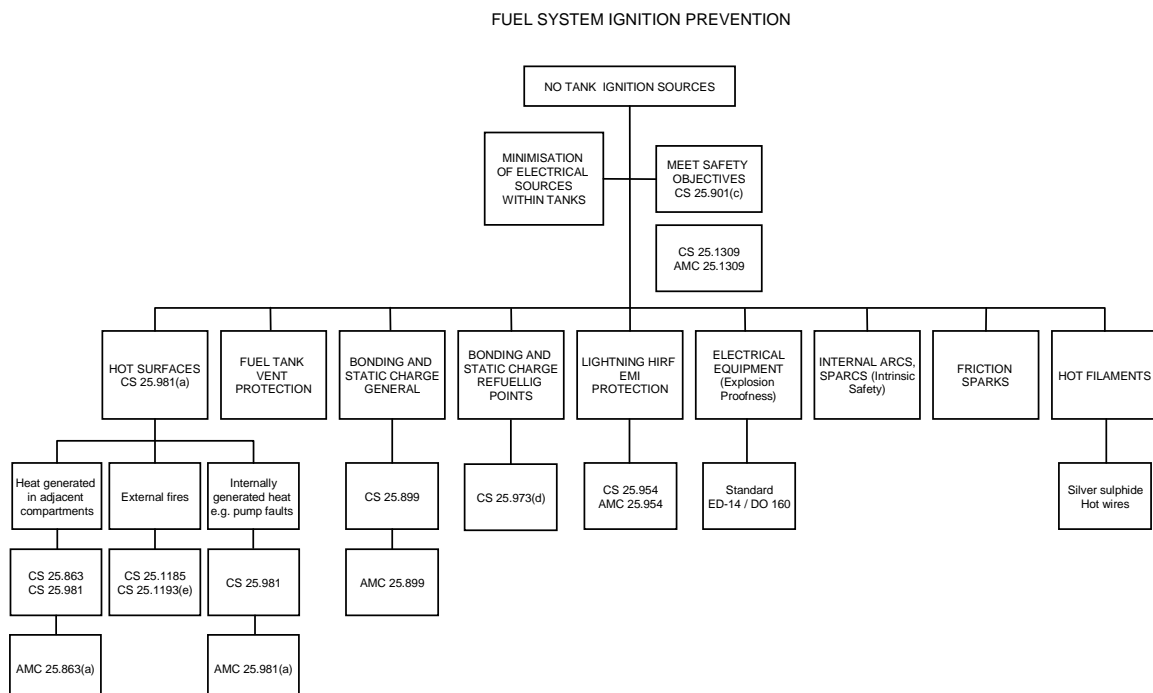 FUEL SYSTEM IGNITION PREVENTION
NO TANK IGNITION SOURCES
MINIMISATION
OF ELECTRICAL
SOURCES
WITHIN TANKS
MEET SAFETY
OBJECTIVES
CS 25.901(c)
CS 25.1309
AMC 25.1309
HOT SURFACES
CS 25.981(a)
FUEL TANK
VENT
PROTECTION
BONDING AND
STATIC CHARGE
GENERAL
BONDING AND
STATIC CHARGE
REFUELLIG
POINTS
LIGHTNING HIRF
EMI
PROTECTION
ELECTRICAL
EQUIPMENT
(Explosion
Proofness)
INTERNAL ARCS,
SPARCS (Intrinsic
Safety)
FRICTION
SPARKS
HOT FILAMENTS
Heat generated
in adjacent
compartments
External fires
Internally
generated heat
e.g. pump faults
CS 25.899
CS 25.973(d)
CS 25.954
AMC 25.954
Standard
ED-14 / DO 160
Silver sulphide
Hot wires
CS 25.863
CS 25.981
CS 25.1185
CS 25.1193(e)
CS 25.981
AMC 25.899
AMC 25.863(a)
AMC 25.981(a)